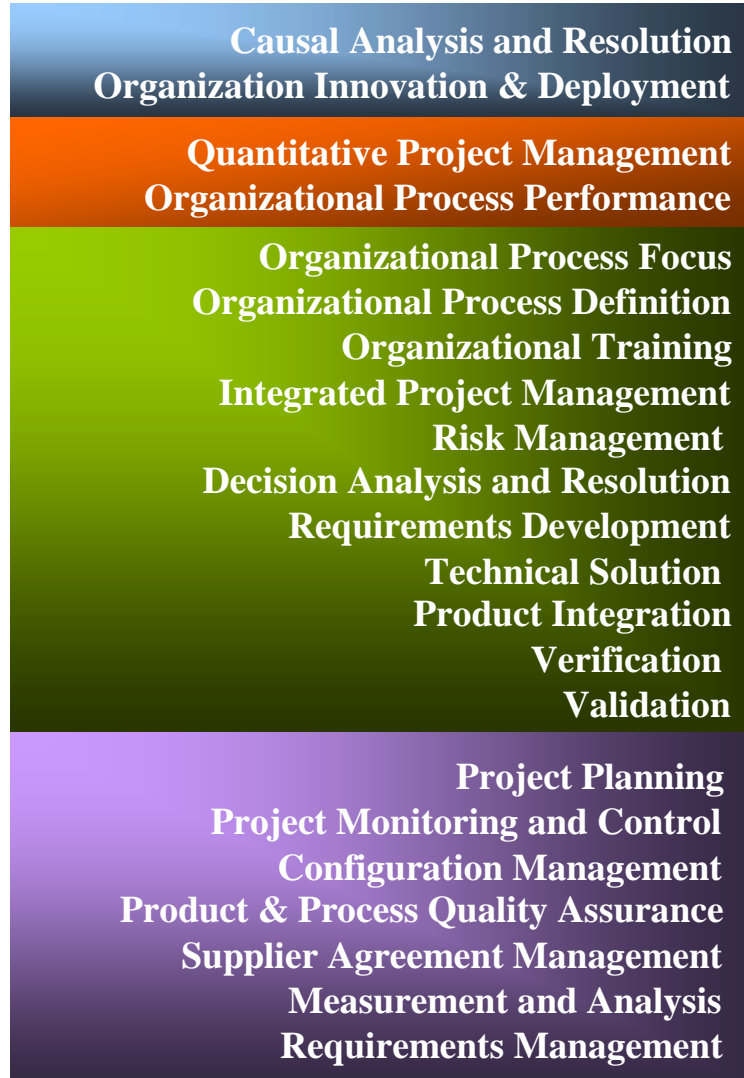 Causal Analysis and Resolution
Organization Innovation & Deployment
Quantitative Project Management
Organizational Process Performance
Organizational Process Focus
Organizational Process Definition
Organizational Training
Integrated Project Management
Risk Management
Decision Analysis and Resolution
Requirements Development
Technical Solution
Product Integration
Verification
Validation
Project Planning
Project Monitoring and Control
Configuration Management
Product & Process Quality Assurance
Supplier Agreement Management
Measurement and Analysis
Requirements Management